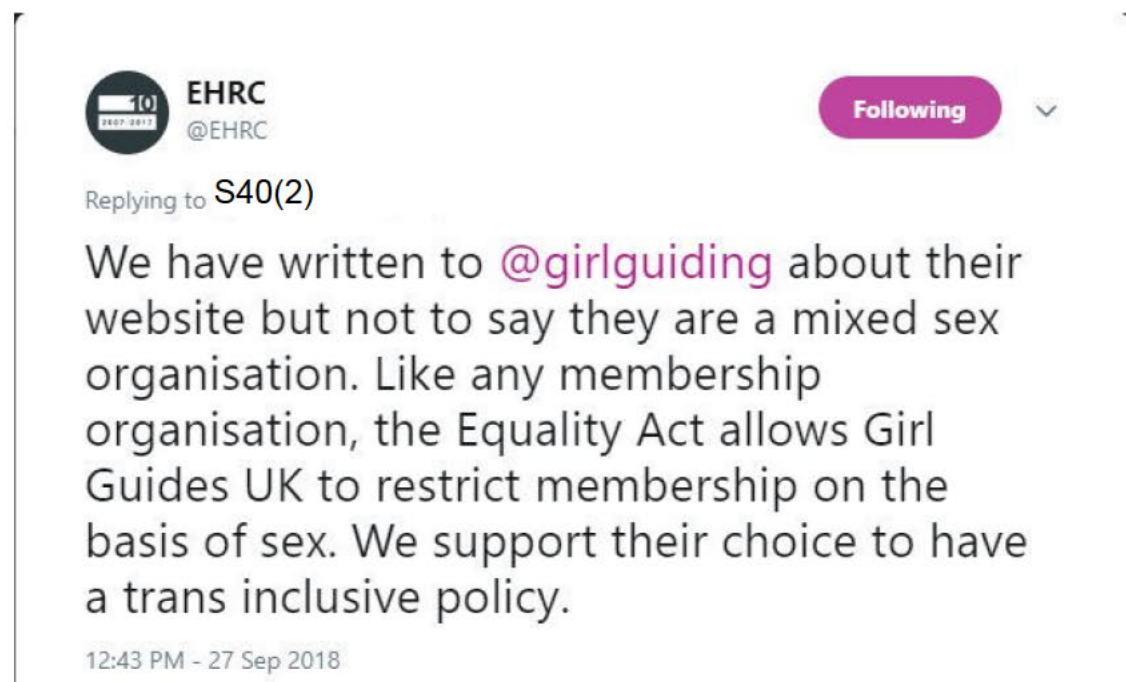 10
2007-2017
EHRC
@EHRC
Following
Replying to S40(2)
We have written to @girlguiding about their
website but not to say they are a mixed sex
organisation. Like any membership
organisation, the Equality Act allows Girl
Guides UK to restrict membership on the
basis of sex. We support their choice to have
a trans inclusive policy.
12:43 PM - 27 Sep 2018